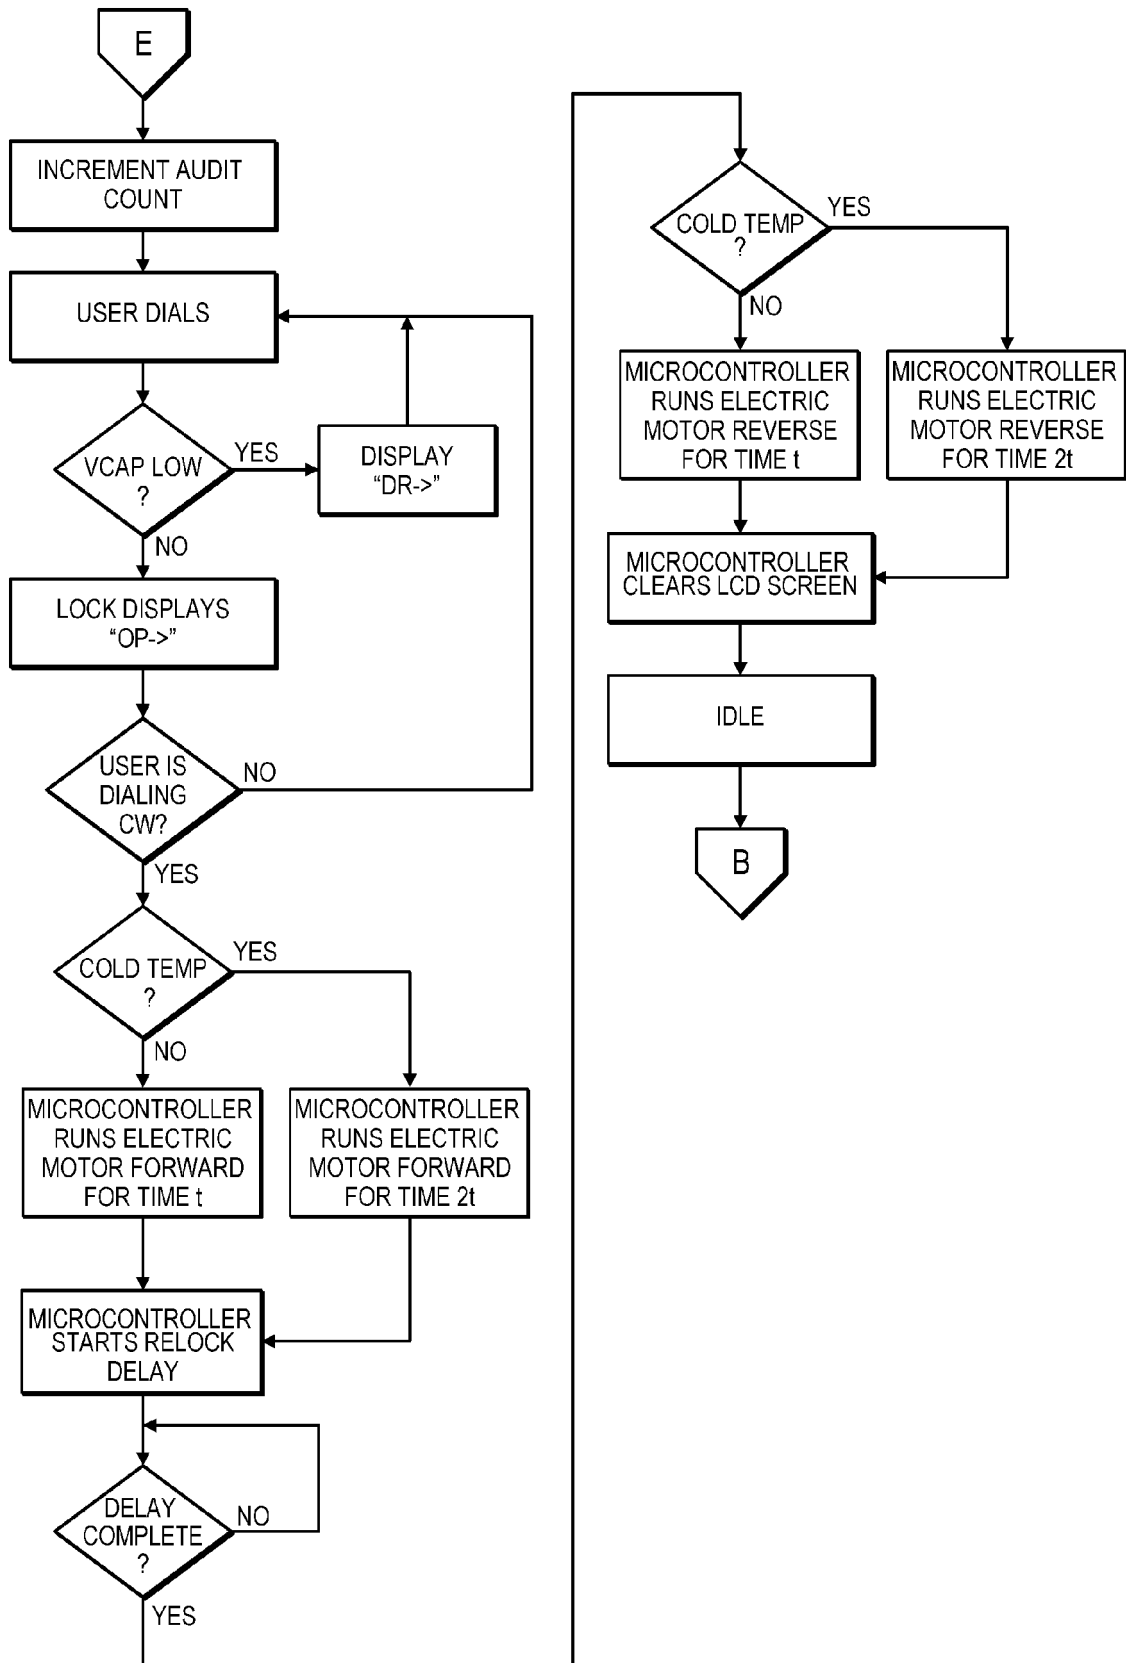 E
INCREMENT AUDIT
COUNT
USER DIALS
VCAP LOW
?
YES
NO
DISPLAY
“DR->”
LOCK DISPLAYS
“OP->”
USER IS
DIALING
CW?
NO
YES
COLD TEMP
?
YES
NO
MICROCONTROLLER
RUNS ELECTRIC
MOTOR FORWARD
FOR TIME t
MICROCONTROLLER
RUNS ELECTRIC
MOTOR FORWARD
FOR TIME 2t
MICROCONTROLLER
STARTS RELOCK
DELAY
DELAY
COMPLETE
?
NO
YES
COLD TEMP
?
YES
NO
MICROCONTROLLER
RUNS ELECTRIC
MOTOR REVERSE
FOR TIME t
MICROCONTROLLER
RUNS ELECTRIC
MOTOR REVERSE
FOR TIME 2t
MICROCONTROLLER
CLEARS LCD SCREEN
IDLE
B